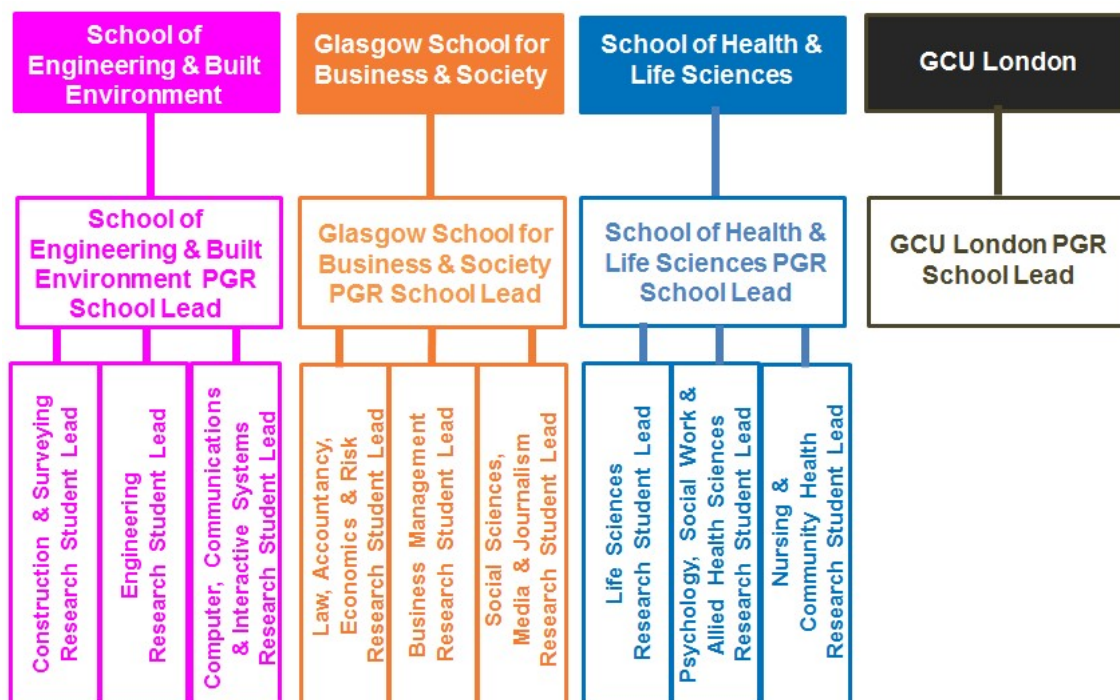 School of
Engineering & Built
Environment
Glasgow School for
Business & Society
School of Health &
Life Sciences
GCU London
School of
Engineering & Built
Environment PGR
School Lead
Glasgow School for
Business & Society
PGR School Lead
School of Health &
Life Sciences PGR
School Lead
GCU London PGR
School Lead
Construction & Surveying
Research Student Lead
Engineering
Research Student Lead
Computer, Communications
& Interactive Systems
Research Student Lead
Law, Accountancy,
Economics & Risk
Research Student Lead
Business Management
Research Student Lead
Social Sciences,
Media & Journalism
Research Student Lead
Life Sciences
Research Student Lead
Psychology, Social Work &
Allied Health Sciences
Research Student Lead
Nursing &
Community Health
Research Student Lead